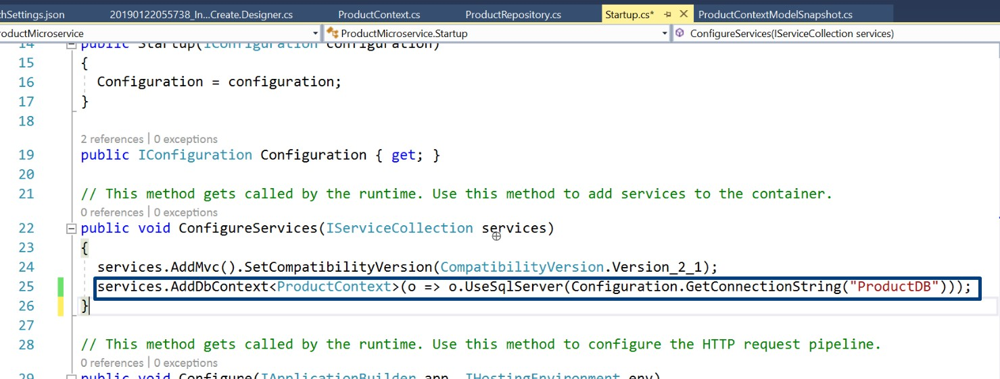 hSettings.json 20190122055738_In...Create.Designer.cs ProductContext.cs ProductRepository.cs Startup.cs* ProductContextModelSnapshot.cs
roductMicroservice ProductMicroservice.Startup ConfigureServices(IServiceCollection services)
14 public Startup(IConfiguration configuration)
15 {
16 Configuration = configuration;
17 }
18
2 references | 0 exceptions
19 public IConfiguration Configuration { get; }
20
21 // This method gets called by the runtime. Use this method to add services to the container.
0 references | 0 exceptions
22 public void ConfigureServices(IServiceCollection services)
23 {
24 services.AddMvc().SetCompatibilityVersion(CompatibilityVersion.Version_2_1);
25 services.AddDbContext<ProductContext>(o => o.UseSqlServer(Configuration.GetConnectionString("ProductDB")));
26 }
27
28 // This method gets called by the runtime. Use this method to configure the HTTP request pipeline.
0 references | 0 exceptions
29 public void Configure(IApplicationBuilder app, IHostingEnvironment env)